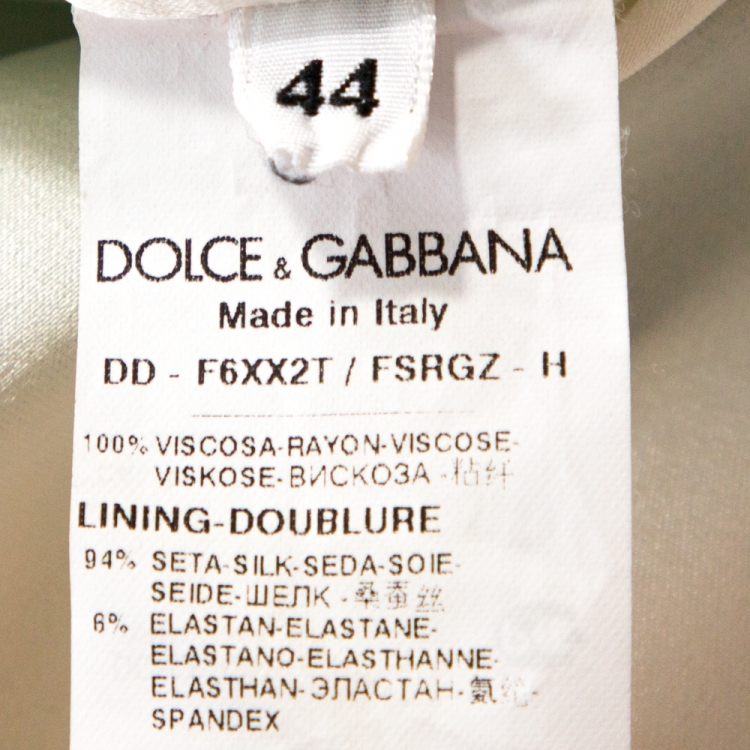 44
DOLCE & GABBANA
Made in Italy
DD - F6XX2T / FSRGZ - H
100% VISCOSA-RAYON-VISCOSE-
VISKOSE-ВИСКОЗА -粘纤
LINING-DOUBLURE
94% SETA-SILK-SEDA-SOIE-
SEIDE-ШЕЛК -桑蚕丝
6% ELASTAN-ELASTANE-
ELASTANO-ELASTHANNE-
ELASTHAN-ЭЛАСТАН-氨纶-
SPANDEX